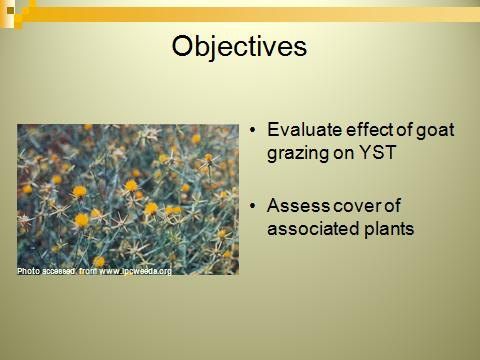 Objectives
• Evaluate effect of goat
grazing on YST
• Assess cover of
associated plants
Photo accessed from www.ipcweeds.org